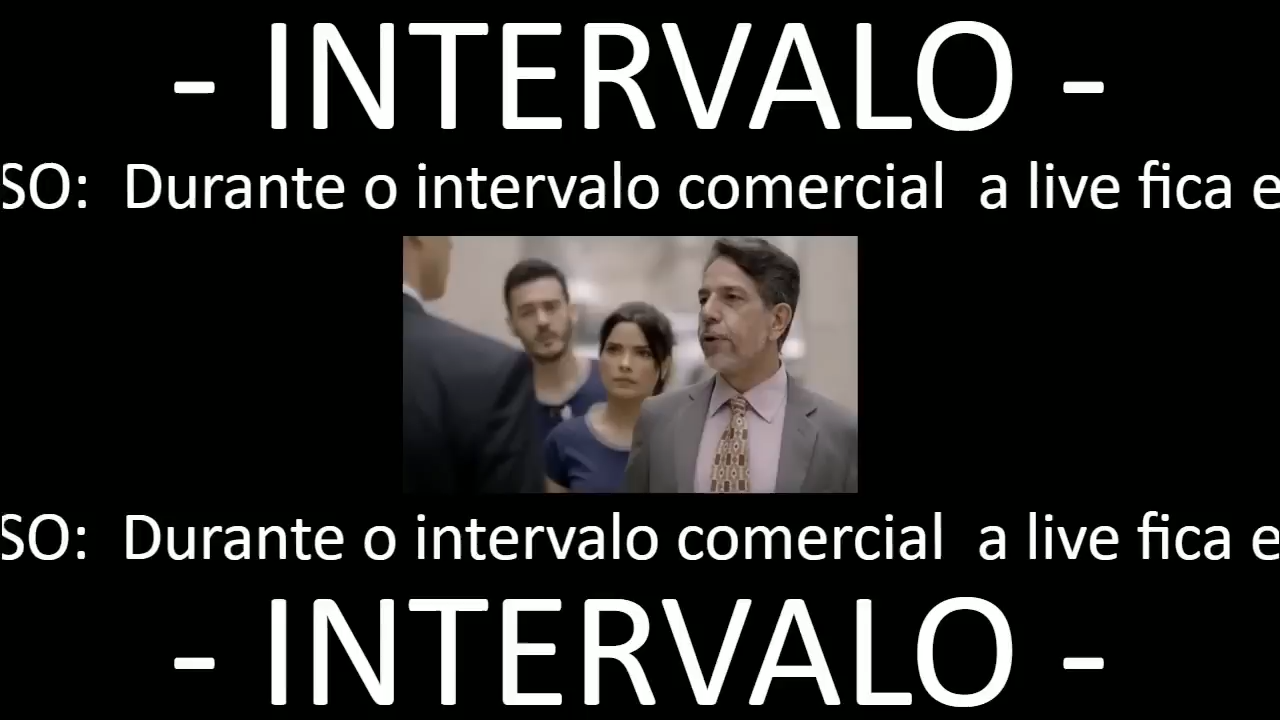 - INTERVALO -
SO: Durante o intervalo comercial a live fica e
SO: Durante o intervalo comercial a live fica e
- INTERVALO -